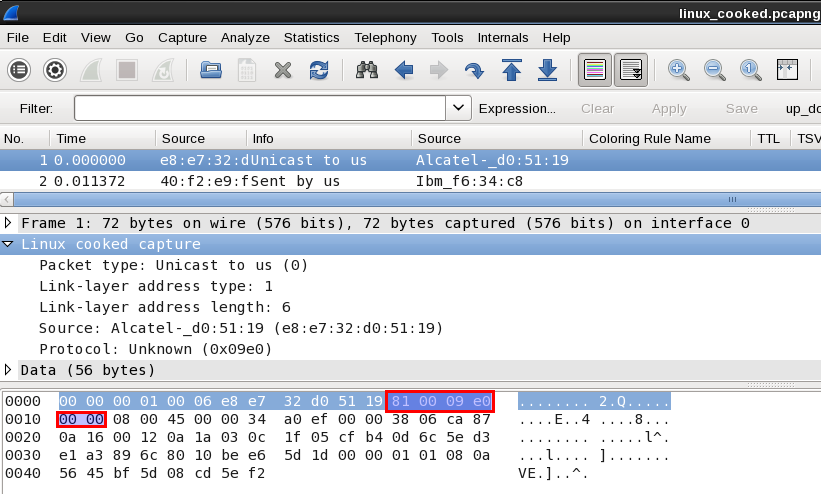 linux_cooked.pcapng
File Edit View Go Capture Analyze Statistics Telephony Tools Internals Help
Filter: Expression... Clear Apply Save up_do
No. Time Source Info Source Coloring Rule Name TTL TSV
1 0.000000 e8:e7:32:d Unicast to us Alcatel-_d0:51:19
2 0.011372 40:f2:e9:f Sent by us Ibm_f6:34:c8
Frame 1: 72 bytes on wire (576 bits), 72 bytes captured (576 bits) on interface 0
Linux cooked capture
Packet type: Unicast to us (0)
Link-layer address type: 1
Link-layer address length: 6
Source: Alcatel-_d0:51:19 (e8:e7:32:d0:51:19)
Protocol: Unknown (0x09e0)
Data (56 bytes)
0000 00 00 00 01 00 06 e8 e7 32 d0 51 19 81 00 09 e0 ........ 2.Q.....
0010 00 00 08 00 45 00 00 34 a0 ef 00 00 38 06 ca 87 ....E..4 ....8...
0020 0a 16 00 12 0a 1a 03 0c 1f 05 cf b4 0d 6c 5e d3 ........ .....l^.
0030 e1 a3 89 6c 80 10 be e6 5d 1d 00 00 01 01 08 0a ...l.... ].......
0040 56 45 bf 5d 08 cd 5e f2 VE.]..^.